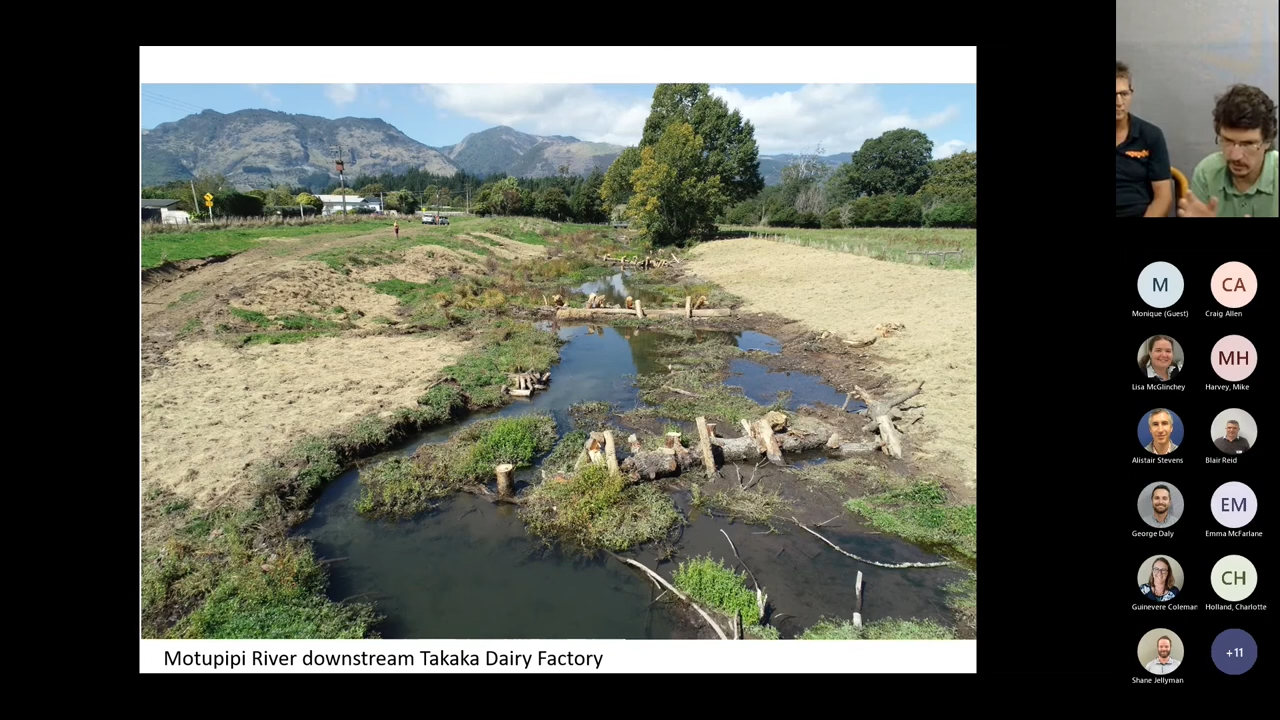 Motupipi River downstream Takaka Dairy Factory
M
CA
Monique (Guest)
Craig Allen
MH
Lisa McGlinchey
Harvey, Mike
Alistair Stevens
Blair Reid
EM
George Daly
Emma McFarlane
CH
Guinevere Coleman
Holland, Charlotte
+11
Shane Jellyman